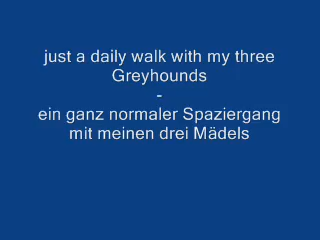 just a daily walk with my three
Greyhounds
-
ein ganz normaler Spaziergang
mit meinen drei Mädels